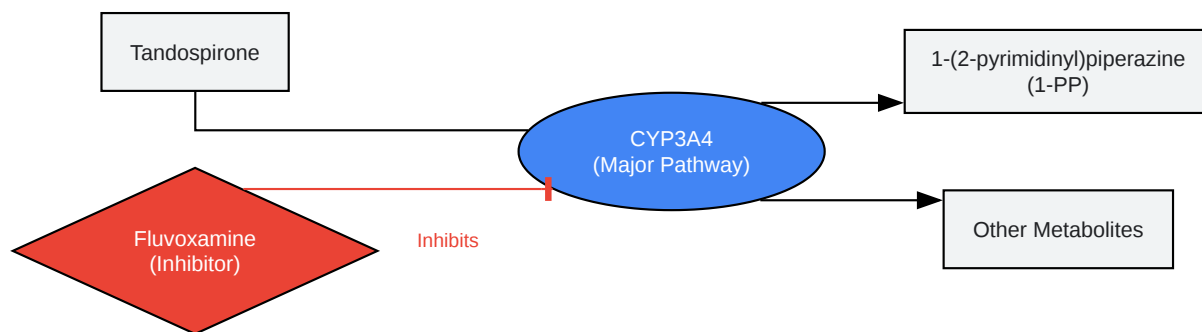 Tandospirone
1-(2-pyrimidinyl)piperazine
(1-PP)
CYP3A4
(Major Pathway)
Fluvoxamine
(Inhibitor)
Inhibits
Other Metabolites